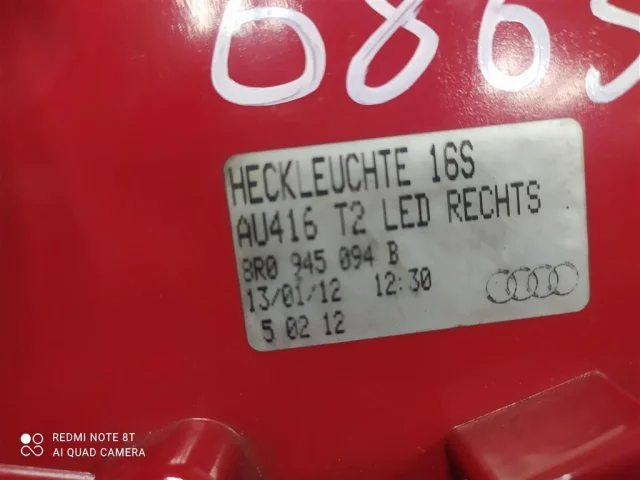 6865
HECKLEUCHTE 16S
AU416 T2 LED RECHTS
8R0 945 094 B
13/01/12 12:30
5 02 12
REDMI NOTE 8T
AI QUAD CAMERA